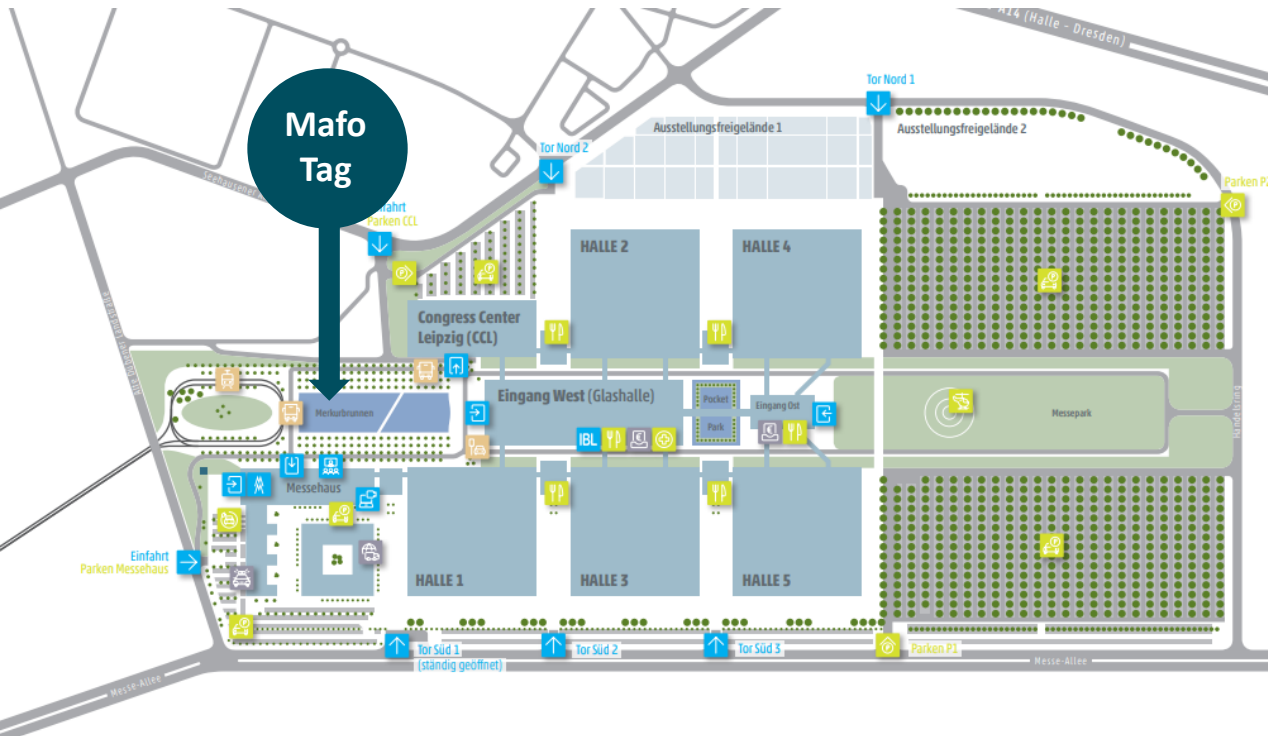 A14 (Halle - Dresden)
Mafo
Tag
Tor Nord 1
Ausstellungsfreigelände 1
Ausstellungsfreigelände 2
Tor Nord 2
Parken P2
Parken CCL
HALLE 2
HALLE 4
Congress Center
Leipzig (CCL)
Eingang West (Glashalle)
Merkurbrunnen
Pocket
Park
Eingang Ost
Messepark
Handelsring
IBL
Messehaus
Einfahrt
Parken Messehaus
HALLE 1
HALLE 3
HALLE 5
Tor Süd 1
(ständig geöffnet)
Tor Süd 2
Tor Süd 3
Parken P1
Messe-Allee
Messe-Allee